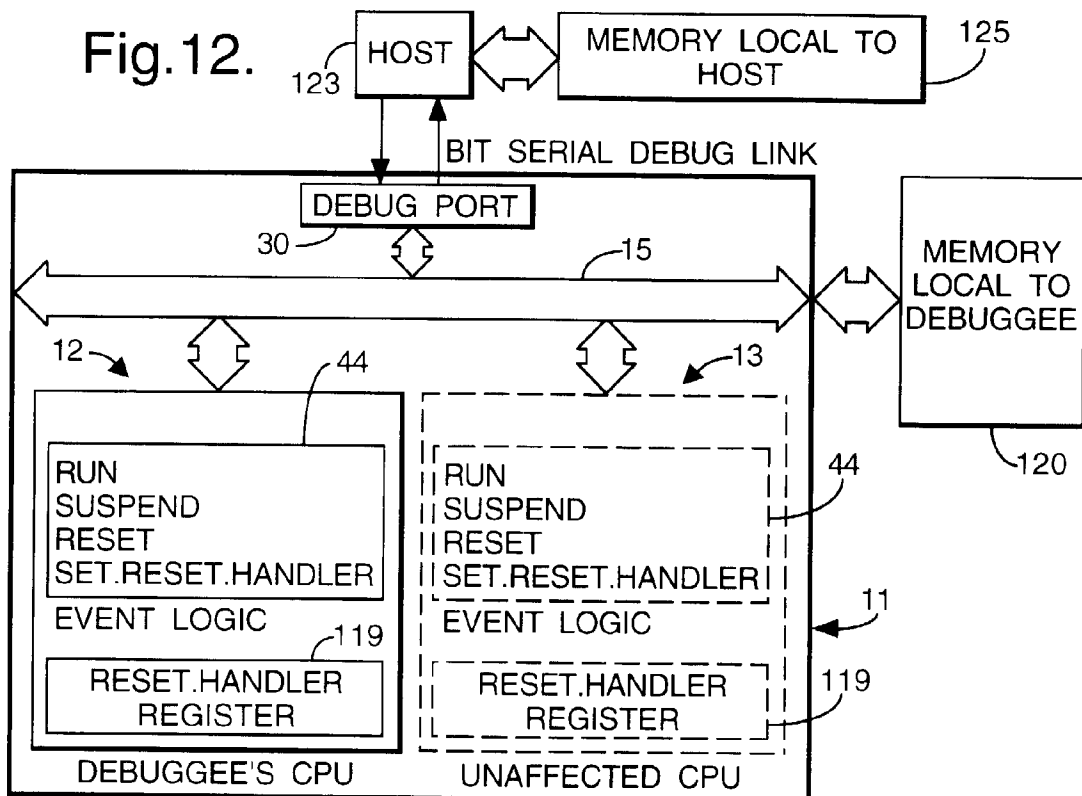 Fig.12.
HOST
123
MEMORY LOCAL TO
HOST
125
BIT SERIAL DEBUG LINK
DEBUG PORT
30
15
MEMORY
LOCAL TO
DEBUGGEE
120
12
44
RUN
SUSPEND
RESET
SET.RESET.HANDLER
EVENT LOGIC
119
RESET.HANDLER
REGISTER
DEBUGGEE'S CPU
13
44
RUN
SUSPEND
RESET
SET.RESET.HANDLER
EVENT LOGIC
11
RESET.HANDLER
REGISTER
119
UNAFFECTED CPU